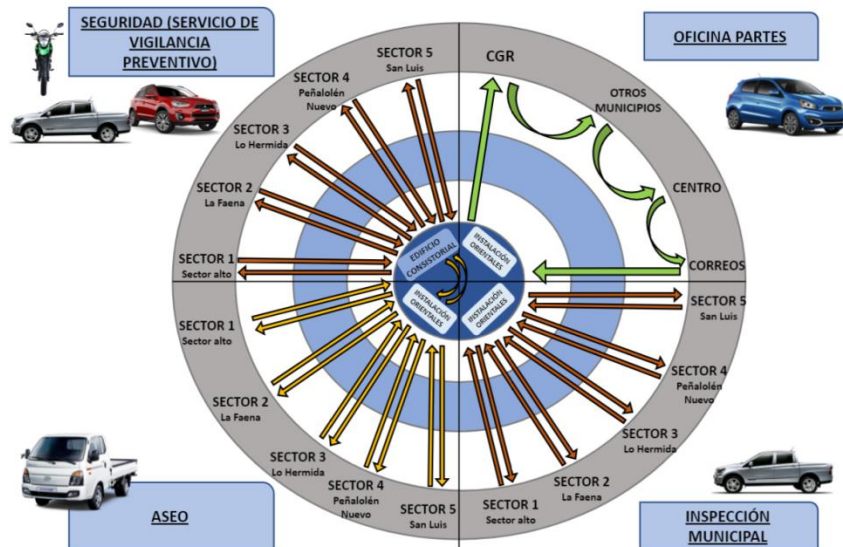 SEGURIDAD (SERVICIO DE
VIGILANCIA
PREVENTIVO)
OFICINA PARTES
SECTOR 5
San Luis
SECTOR 4
Peñalolén
Nuevo
SECTOR 3
Lo Hermida
SECTOR 2
La Faena
SECTOR 1
Sector alto
CGR
OTROS
MUNICIPIOS
CENTRO
CORREOS
EDIFICIO
CONSISTORIAL
INSTALACIÓN
ORIENTALES
INSTALACIÓN
ORIENTALES
INSTALACIÓN
ORIENTALES
SECTOR 1
Sector alto
SECTOR 2
La Faena
SECTOR 3
Lo Hermida
SECTOR 4
Peñalolén
Nuevo
SECTOR 5
San Luis
SECTOR 5
San Luis
SECTOR 4
Peñalolén
Nuevo
SECTOR 3
Lo Hermida
SECTOR 2
La Faena
SECTOR 1
Sector alto
ASEO
INSPECCIÓN
MUNICIPAL